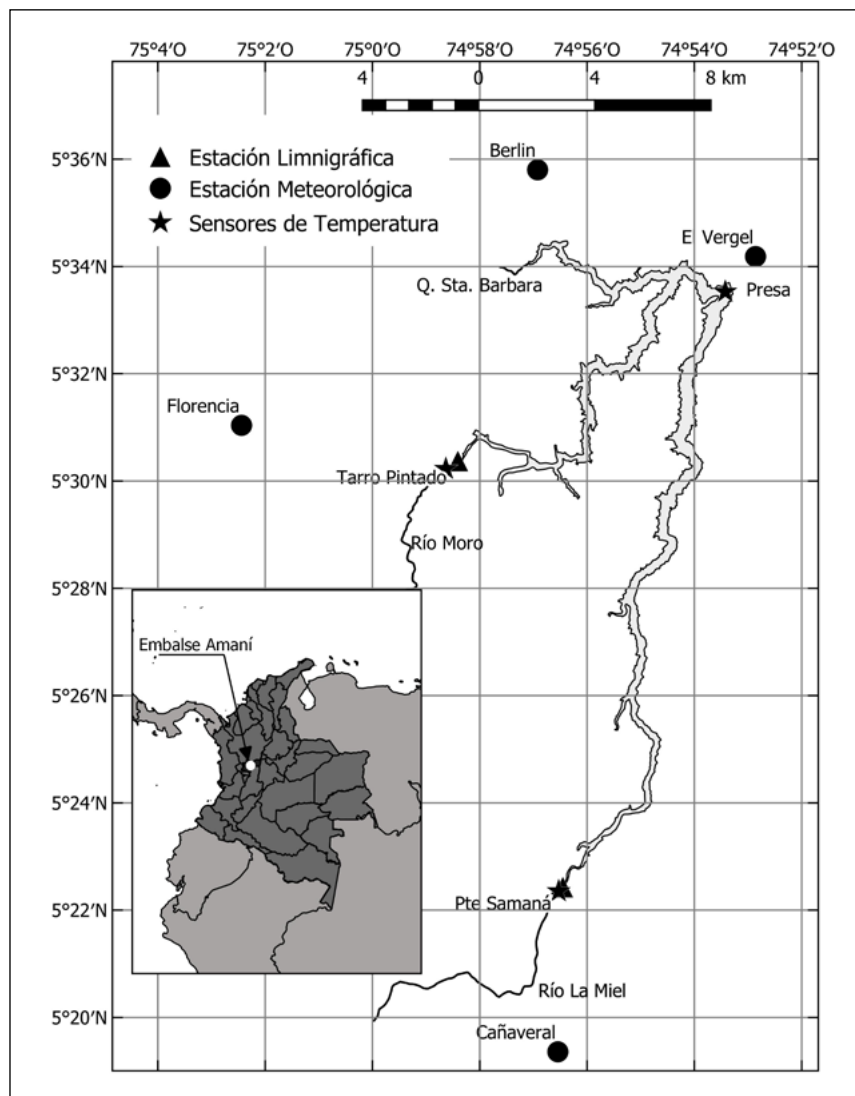 75°4′O 75°2′O 75°0′O 74°58′O 74°56′O 74°54′O 74°52′O
4 0 4 8 km
5°36′N
Berlin
Estación Limnigráfica
Estación Meteorológica
Sensores de Temperatura
E. Vergel
5°34′N
Q. Sta. Barbara
Presa
5°32′N
Florencia
5°30′N
Tarro Pintado
Río Moro
5°28′N
Embalse Amaní
5°26′N
5°24′N
Pte Samaná
5°22′N
Río La Miel
5°20′N
Cañaveral